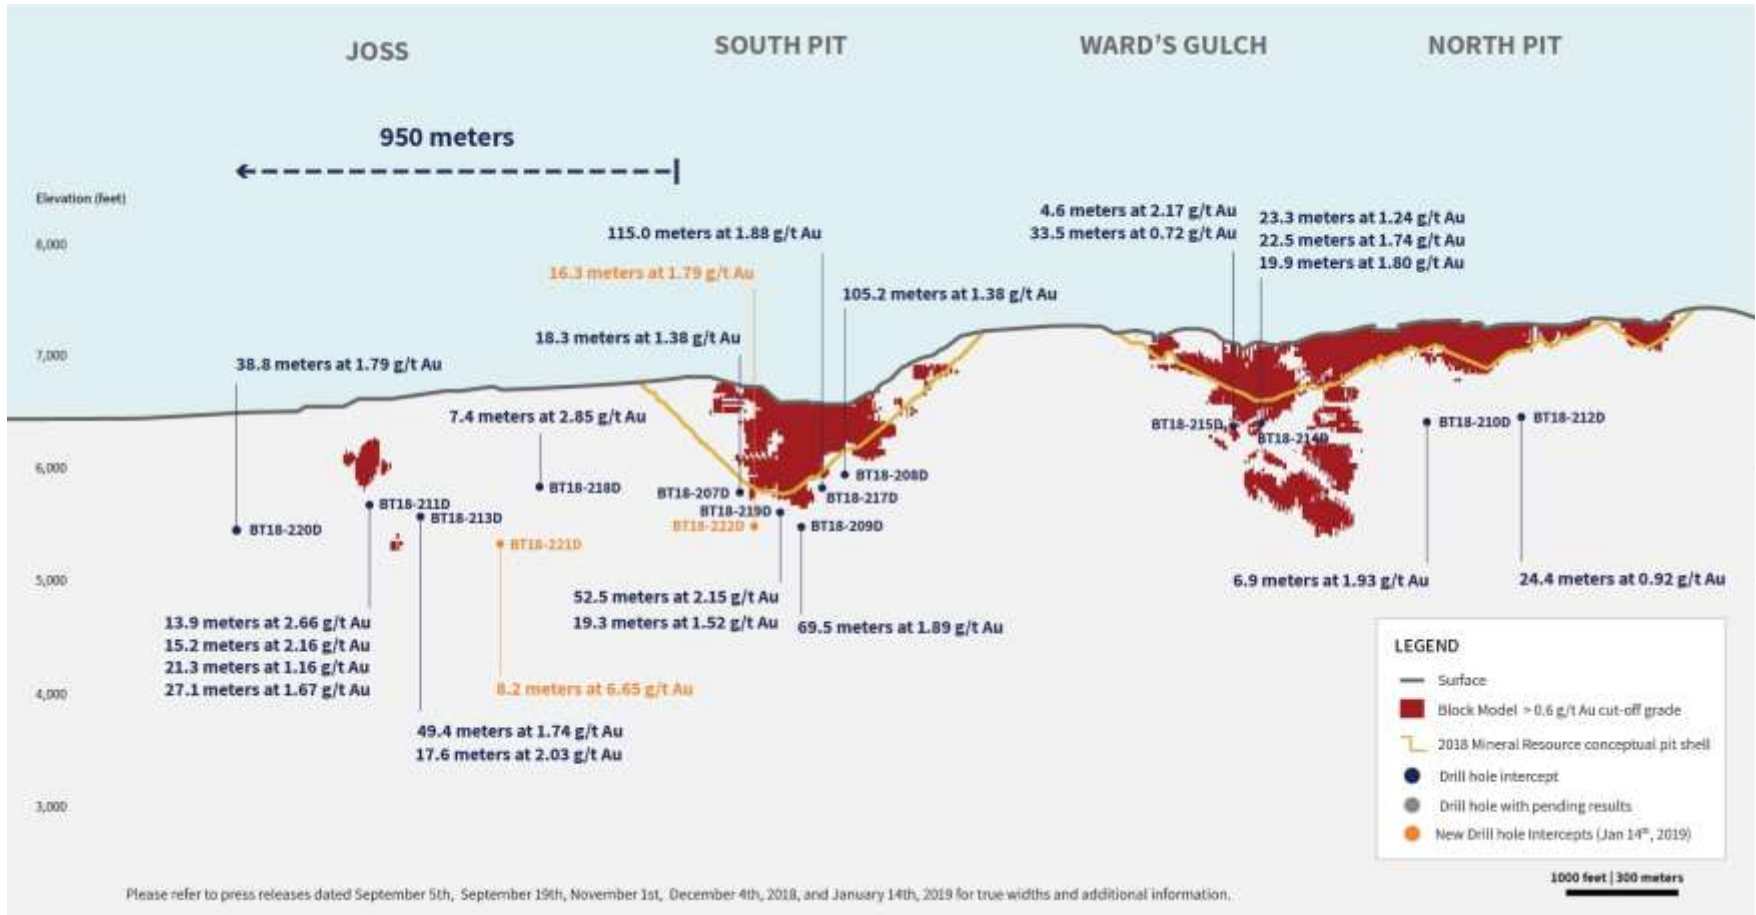 JOSS
SOUTH PIT
WARD'S GULCH
NORTH PIT
950 meters
Elevation (feet)
8,000
7,000
6,000
5,000
4,000
3,000
115.0 meters at 1.88 g/t Au
16.3 meters at 1.79 g/t Au
105.2 meters at 1.38 g/t Au
18.3 meters at 1.38 g/t Au
4.6 meters at 2.17 g/t Au
33.5 meters at 0.72 g/t Au
23.3 meters at 1.24 g/t Au
22.5 meters at 1.74 g/t Au
19.9 meters at 1.80 g/t Au
38.8 meters at 1.79 g/t Au
7.4 meters at 2.85 g/t Au
BT18-220D
BT18-211D
BT18-213D
BT18-218D
BT18-221D
BT18-207D
BT18-219D
BT18-222D
BT18-208D
BT18-217D
BT18-209D
BT18-215D
BT18-214D
BT18-210D
BT18-212D
13.9 meters at 2.66 g/t Au
15.2 meters at 2.16 g/t Au
21.3 meters at 1.16 g/t Au
27.1 meters at 1.67 g/t Au
49.4 meters at 1.74 g/t Au
17.6 meters at 2.03 g/t Au
8.2 meters at 6.65 g/t Au
52.5 meters at 2.15 g/t Au
19.3 meters at 1.52 g/t Au
69.5 meters at 1.89 g/t Au
6.9 meters at 1.93 g/t Au
24.4 meters at 0.92 g/t Au
LEGEND
Surface
Block Model > 0.6 g/t Au cut-off grade
2018 Mineral Resource conceptual pit shell
Drill hole intercept
Drill hole with pending results
New Drill hole Intercepts (Jan 14th, 2019)
1000 feet | 300 meters
Please refer to press releases dated September 5th, September 19th, November 1st, December 4th, 2018, and January 14th, 2019 for true widths and additional information.